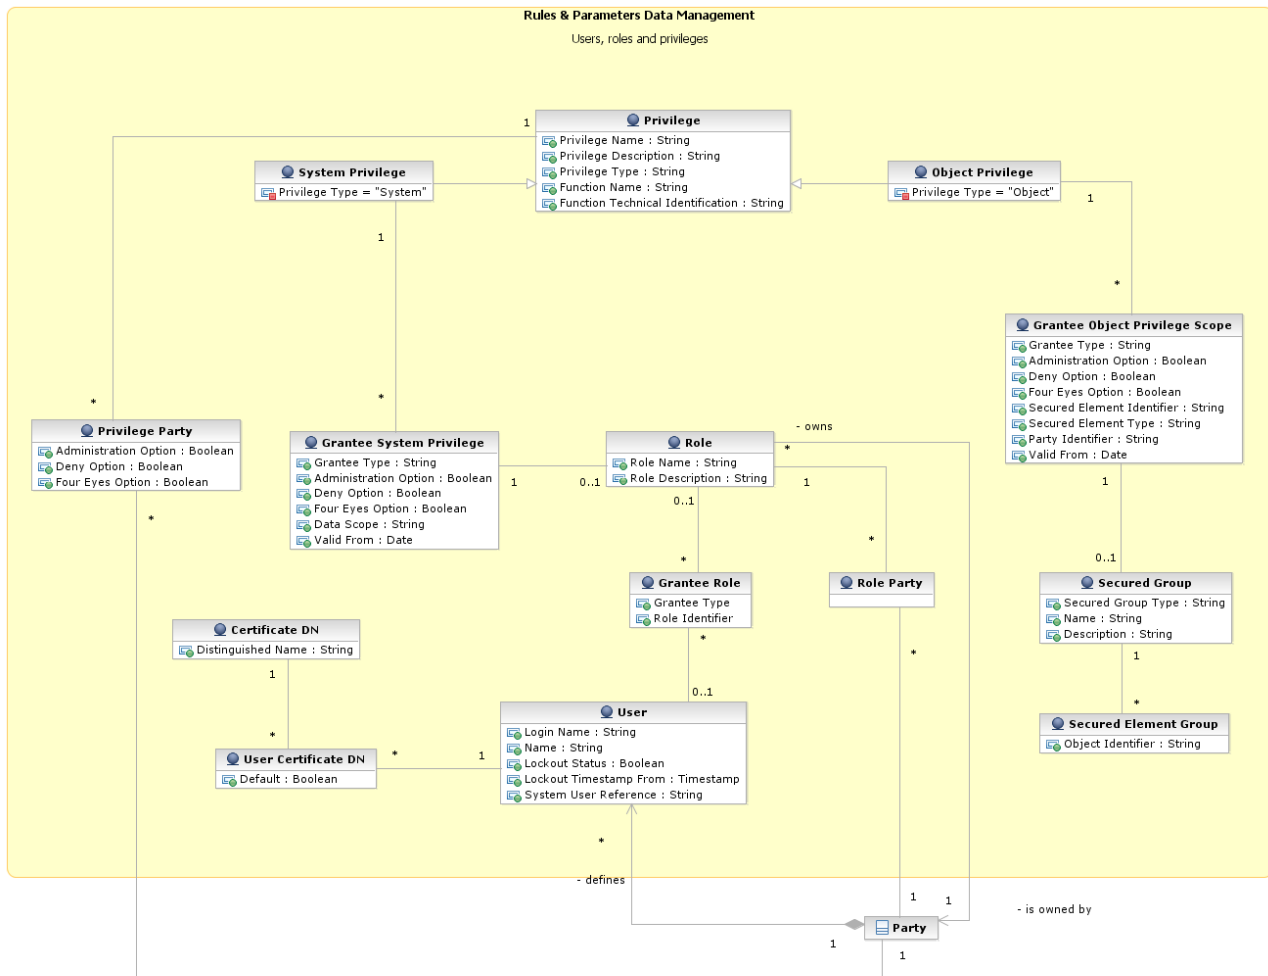 Rules & Parameters Data Management
Users, roles and privileges
1
Privilege
Privilege Name : String
Privilege Description : String
Privilege Type : String
Function Name : String
Function Technical Identification : String
System Privilege
Privilege Type = "System"
Object Privilege
Privilege Type = "Object"
1
1
*
*
*
Grantee Object Privilege Scope
Grantee Type : String
Administration Option : Boolean
Deny Option : Boolean
Four Eyes Option : Boolean
Secured Element Identifier : String
Secured Element Type : String
Party Identifier : String
Valid From : Date
Privilege Party
Administration Option : Boolean
Deny Option : Boolean
Four Eyes Option : Boolean
*
Grantee System Privilege
Grantee Type : String
Administration Option : Boolean
Deny Option : Boolean
Four Eyes Option : Boolean
Data Scope : String
Valid From : Date
1
0..1
Role
Role Name : String
Role Description : String
- owns
*
1
0..1
*
*
1
0..1
Grantee Role
Grantee Type
Role Identifier
Role Party
Secured Group
Secured Group Type : String
Name : String
Description : String
*
*
1
*
Certificate DN
Distinguished Name : String
1
*
0..1
User
Login Name : String
Name : String
Lockout Status : Boolean
Lockout Timestamp From : Timestamp
System User Reference : String
Secured Element Group
Object Identifier : String
User Certificate DN
Default : Boolean
*
1
*
- defines
1
1
- is owned by
Party
1
1